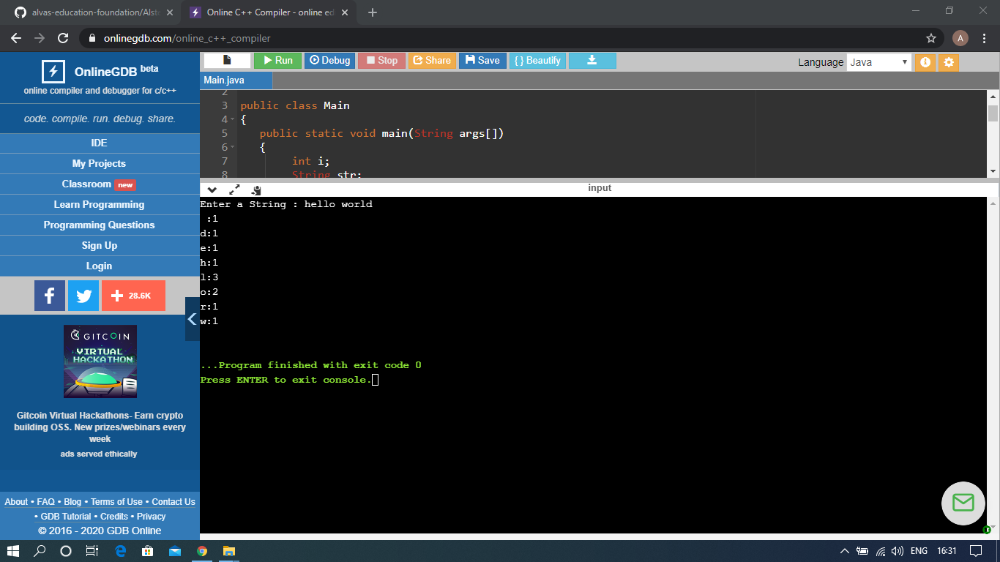 alvas-education-foundation/Alst
Online C++ Compiler - online ed
onlinegdb.com/online_c++_compiler
A
OnlineGDB beta
online compiler and debugger for c/c++
code. compile. run. debug. share.
IDE
My Projects
Classroom new
Learn Programming
Programming Questions
Sign Up
Login
28.6K
GITCOIN
VIRTUAL
HACKATHON
Gitcoin Virtual Hackathons- Earn crypto
building OSS. New prizes/webinars every
week
ads served ethically
About • FAQ • Blog • Terms of Use • Contact Us
• GDB Tutorial • Credits • Privacy
© 2016 - 2020 GDB Online
Run Debug Stop Share Save { } Beautify Language Java
Main.java
2
3 public class Main
4 {
5 public static void main(String args[])
6 {
7 int i;
8 String str;
input
Enter a String : hello world
 :1
d:1
e:1
h:1
l:3
o:2
r:1
w:1
...Program finished with exit code 0
Press ENTER to exit console.
ENG 16:31